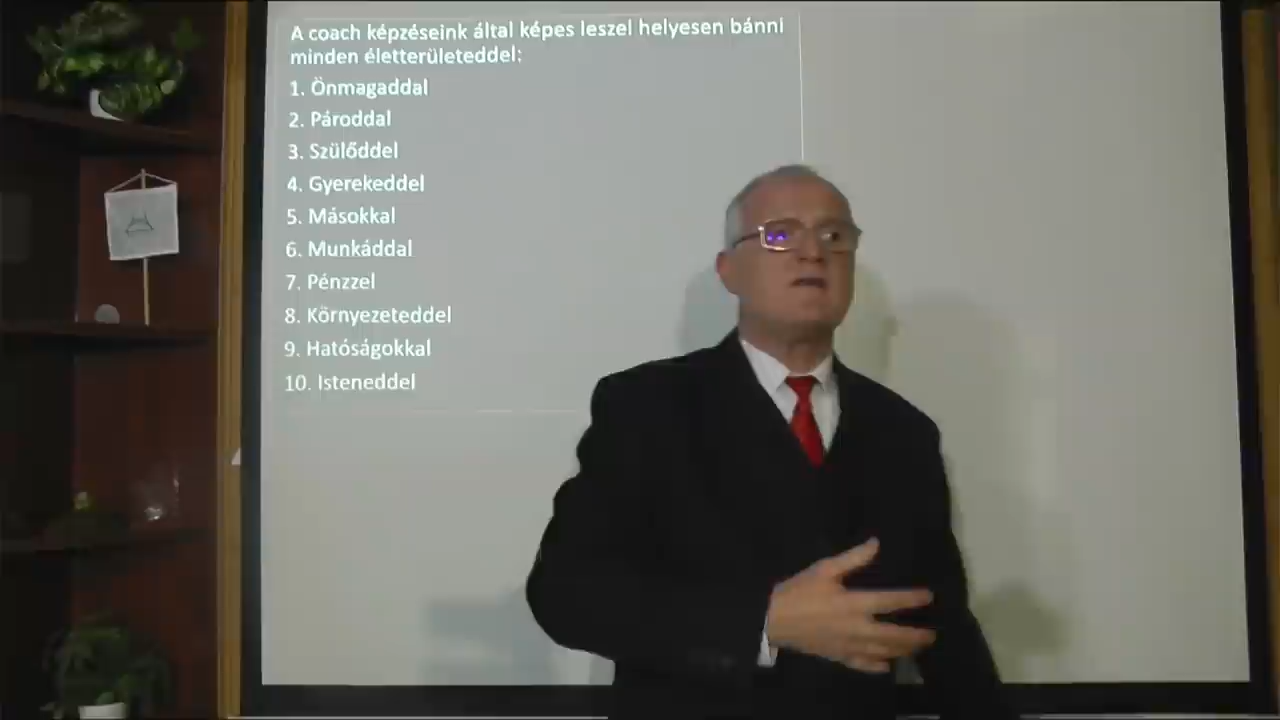 A coach képzéseink által képes leszel helyesen bánni
minden életterületeddel:
1. Önmagaddal
2. Pároddal
3. Szülőddel
4. Gyerekeddel
5. Másokkal
6. Munkáddal
7. Pénzzel
8. Környezeteddel
9. Hatóságokkal
10. Isteneddel